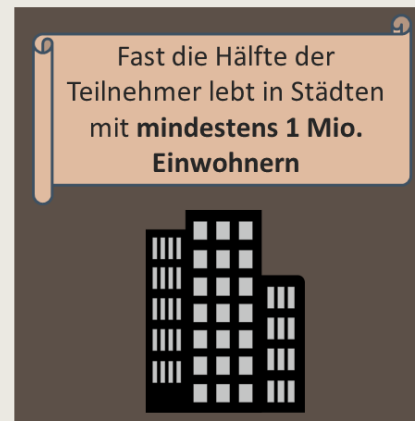 Fast die Hälfte der
Teilnehmer lebt in Städten
mit mindestens 1 Mio.
Einwohnern